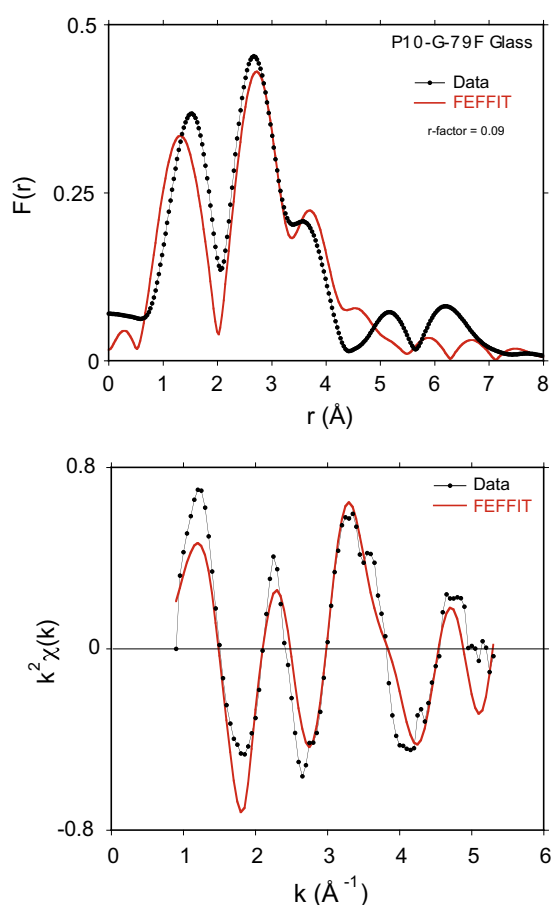 0.5
P10-G-79F Glass
Data
FEFFIT
r-factor = 0.09
F(r)
0.25
0
0 1 2 3 4 5 6 7 8
r (Å)
0.8
Data
FEFFIT
k² χ(k)
0
-0.8
0 1 2 3 4 5 6
k (Å⁻¹)